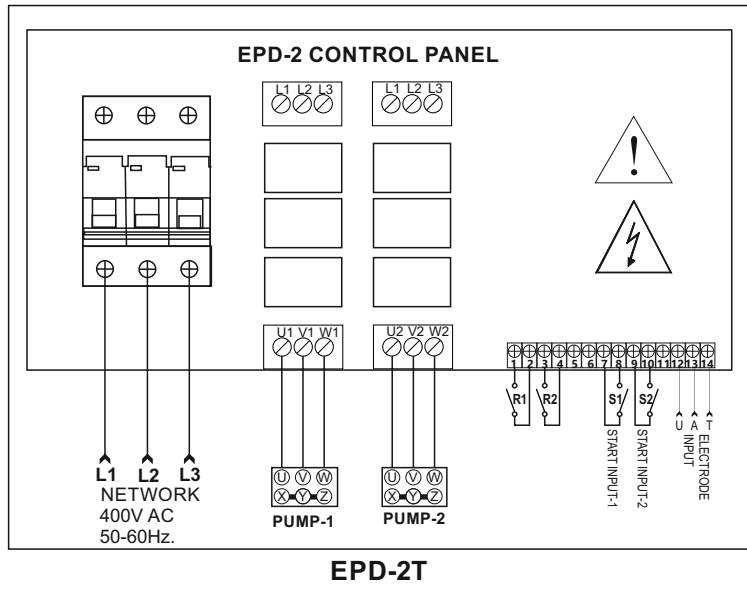 EPD-2 CONTROL PANEL
L1 L2 L3
L1 L2 L3
!
U1 V1 W1
U2 V2 W2
1 2 3 4 5 6 7 8 9 10 11 12 13 14
R1 R2 S1 S2
START INPUT-1
START INPUT-2
U A T
INPUT
ELECTRODE
L1 L2 L3
NETWORK
400V AC
50-60Hz.
U V W
X Y Z
PUMP-1
U V W
X Y Z
PUMP-2
EPD-2T